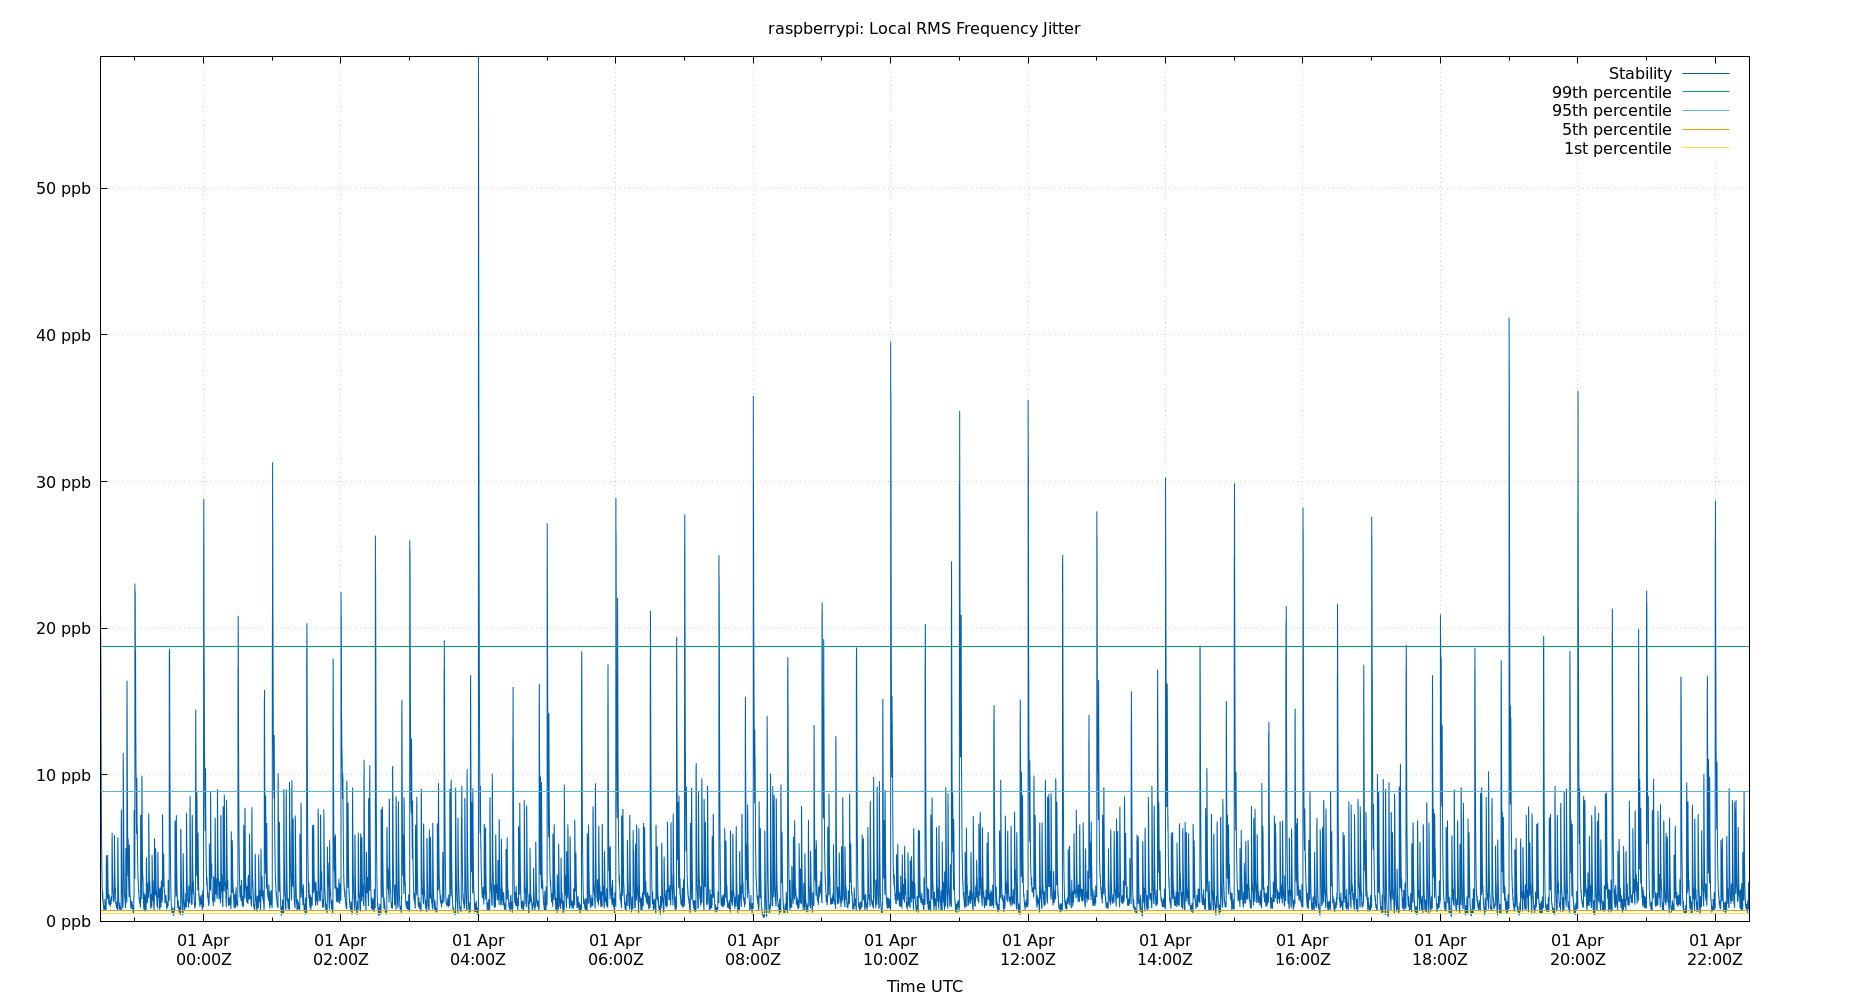 raspberrypi: Local RMS Frequency Jitter
Stability
99th percentile
95th percentile
5th percentile
1st percentile
50 ppb
40 ppb
30 ppb
20 ppb
10 ppb
0 ppb
01 Apr 01 Apr 01 Apr 01 Apr 01 Apr 01 Apr 01 Apr 01 Apr 01 Apr 01 Apr 01 Apr 01 Apr
00:00Z 02:00Z 04:00Z 06:00Z 08:00Z 10:00Z 12:00Z 14:00Z 16:00Z 18:00Z 20:00Z 22:00Z
Time UTC